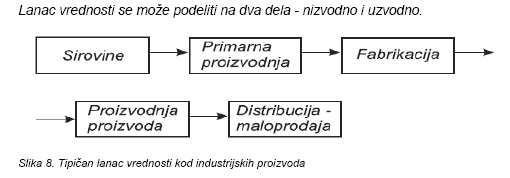 Lanac vrednosti se može podeliti na dva dela - nizvodno i uzvodno.
Sirovine
Primarna
proizvodnja
Fabrikacija
Proizvodnja
proizvoda
Distribucija -
maloprodaja
Slika 8. Tipičan lanac vrednosti kod industrijskih proizvoda